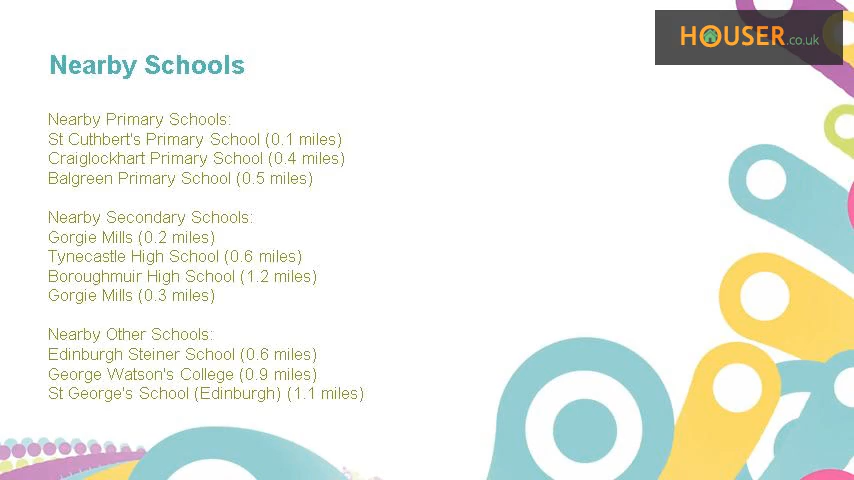 HOUSER.co.uk
Nearby Schools
Nearby Primary Schools:
St Cuthbert's Primary School (0.1 miles)
Craiglockhart Primary School (0.4 miles)
Balgreen Primary School (0.5 miles)
Nearby Secondary Schools:
Gorgie Mills (0.2 miles)
Tynecastle High School (0.6 miles)
Boroughmuir High School (1.2 miles)
Gorgie Mills (0.3 miles)
Nearby Other Schools:
Edinburgh Steiner School (0.6 miles)
George Watson's College (0.9 miles)
St George's School (Edinburgh) (1.1 miles)